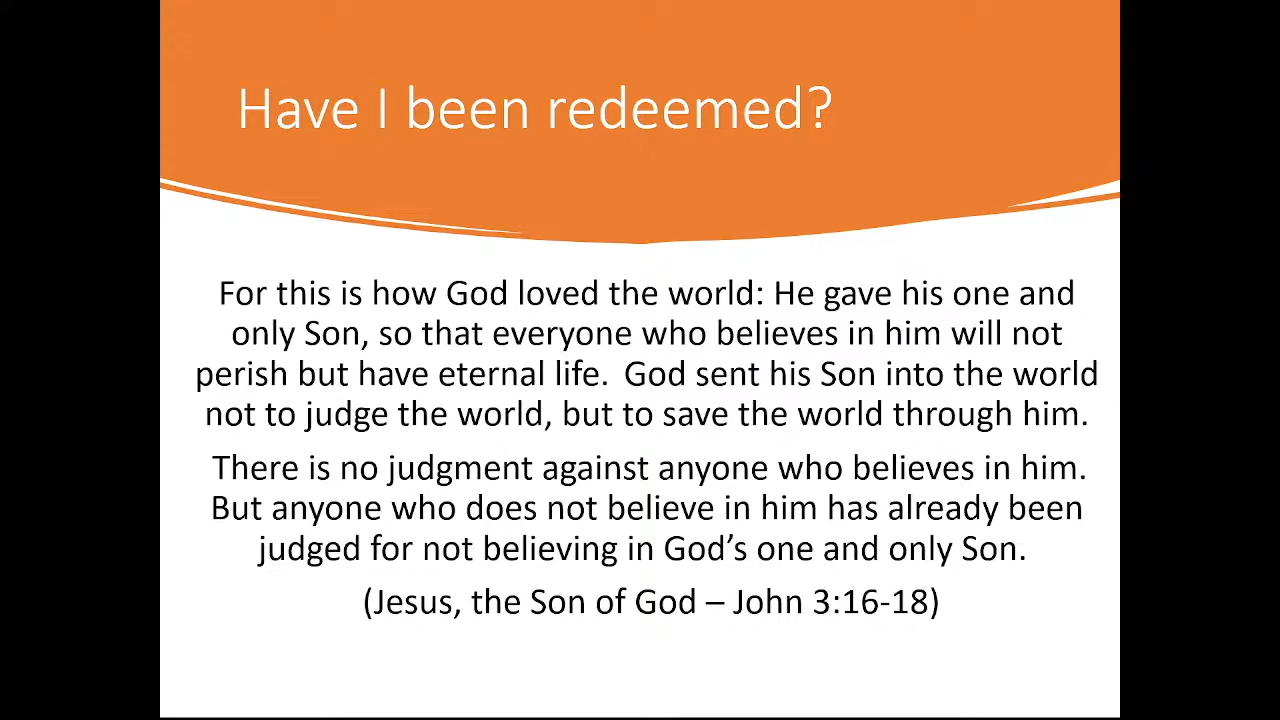 Have I been redeemed?
For this is how God loved the world: He gave his one and
only Son, so that everyone who believes in him will not
perish but have eternal life.  God sent his Son into the world
not to judge the world, but to save the world through him.
There is no judgment against anyone who believes in him.
But anyone who does not believe in him has already been
judged for not believing in God’s one and only Son.
(Jesus, the Son of God – John 3:16-18)